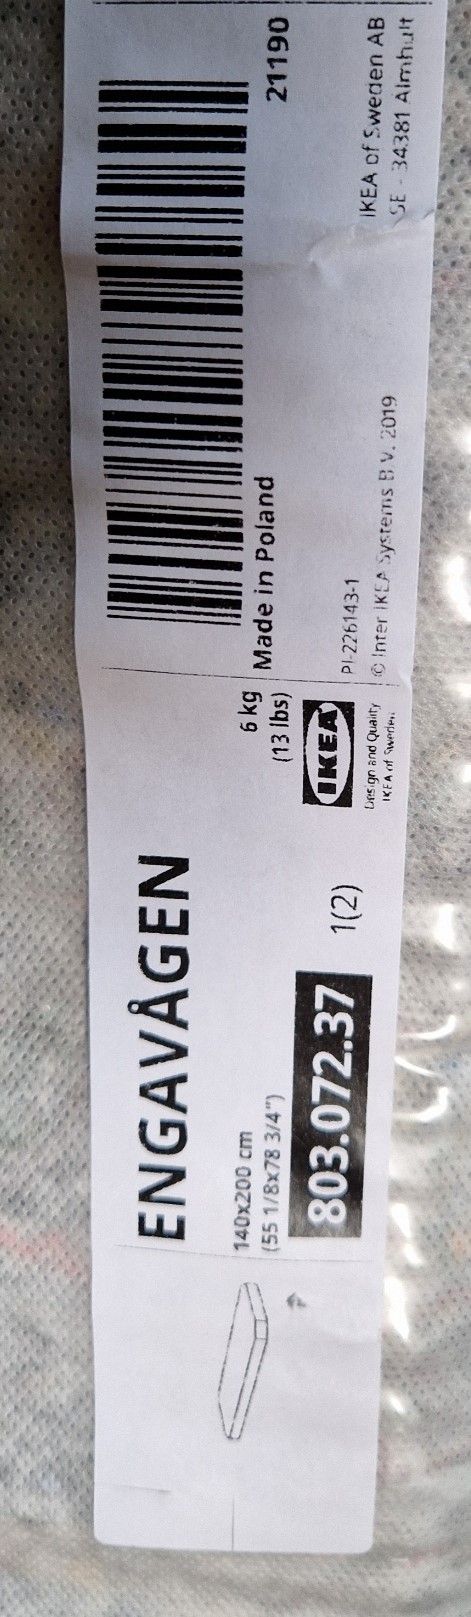 ENGAVÅGEN
140x200 cm
(55 1/8x78 3/4")
6 kg
(13 lbs)
803.072.37
1(2)
IKEA
Design and Quality
IKEA of Sweden
Made in Poland
21190
PI-226143-1
© Inter IKEA Systems B.V. 2019
IKEA of Sweden AB
SE - 34381 Älmhult